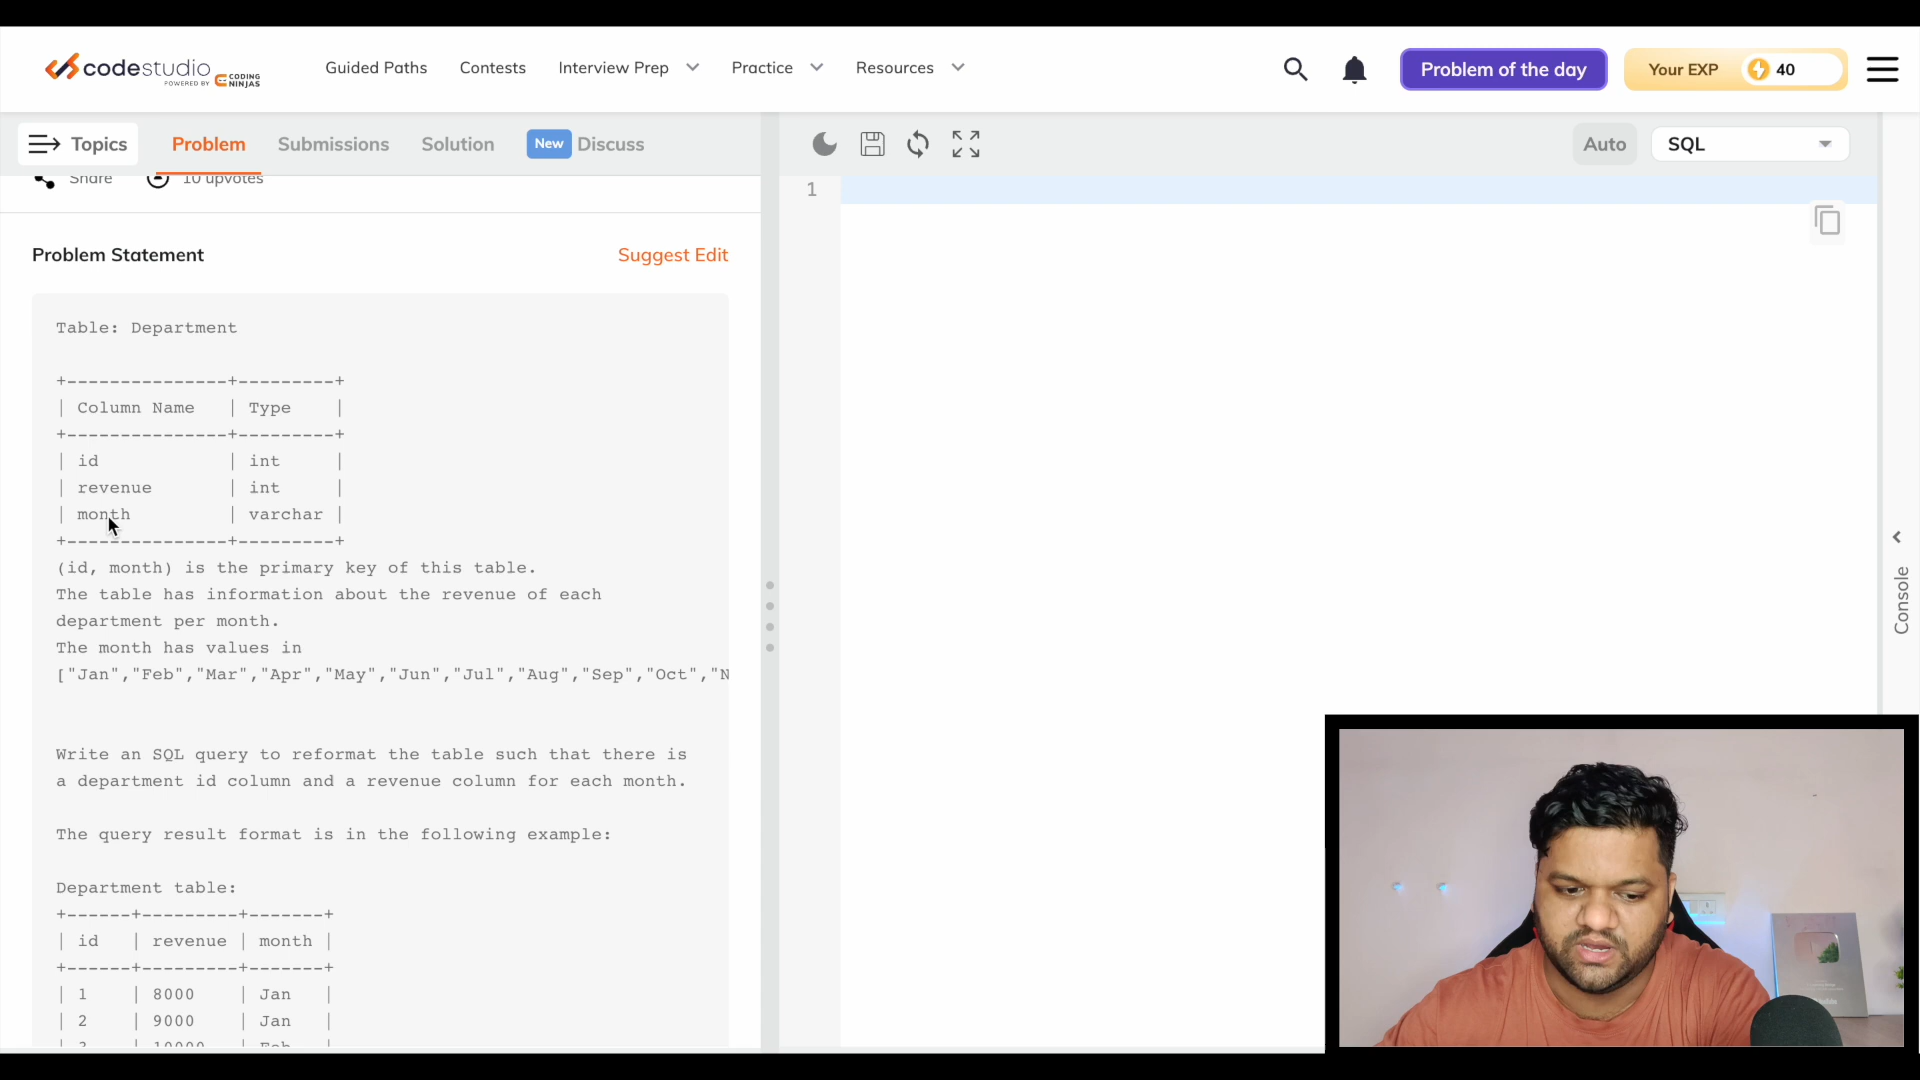 codestudio
POWERED BY CODING NINJAS
Guided Paths
Contests
Interview Prep
Practice
Resources
Problem of the day
Your EXP
40
Topics
Problem
Submissions
Solution
New
Discuss
Auto
SQL
Share
10 upvotes
1
Problem Statement
Suggest Edit
Table: Department
+---------------+---------+
| Column Name   | Type    |
+---------------+---------+
| id            | int     |
| revenue       | int     |
| month         | varchar |
+---------------+---------+
(id, month) is the primary key of this table.
The table has information about the revenue of each
department per month.
The month has values in
["Jan","Feb","Mar","Apr","May","Jun","Jul","Aug","Sep","Oct","N
Write an SQL query to reformat the table such that there is
a department id column and a revenue column for each month.
The query result format is in the following example:
Department table:
+------+---------+-------+
| id   | revenue | month |
+------+---------+-------+
| 1    | 8000    | Jan   |
| 2    | 9000    | Jan   |
| 3    | 10000   | Feb   |
Console